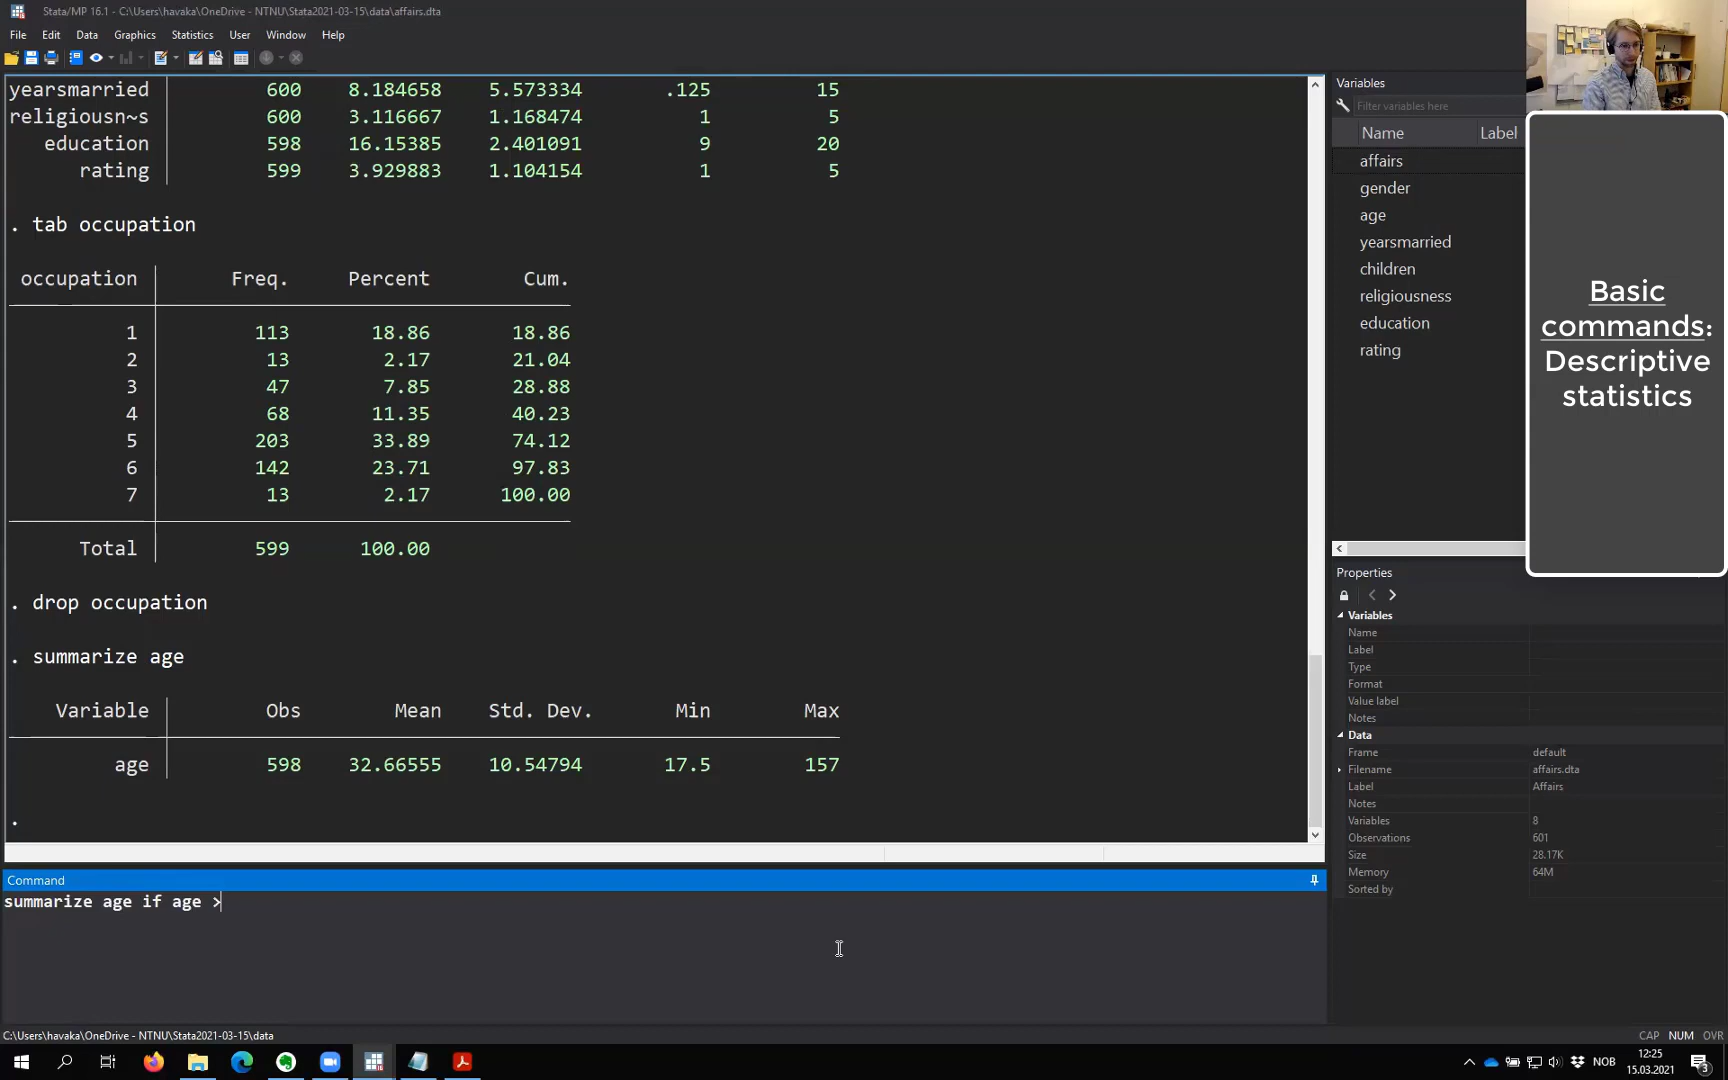 Stata/MP 16.1 - C:\Users\havaka\OneDrive - NTNU\Stata2021-03-15\data\affairs.dta
File Edit Data Graphics Statistics User Window Help
yearsmarried 600 8.184658 5.573334 .125 15
religiousn~s 600 3.116667 1.168474 1 5
education 598 16.15385 2.401091 9 20
rating 599 3.929883 1.104154 1 5
. tab occupation
occupation Freq. Percent Cum.
1 113 18.86 18.86
2 13 2.17 21.04
3 47 7.85 28.88
4 68 11.35 40.23
5 203 33.89 74.12
6 142 23.71 97.83
7 13 2.17 100.00
Total 599 100.00
. drop occupation
. summarize age
Variable Obs Mean Std. Dev. Min Max
age 598 32.66555 10.54794 17.5 157
.
Command
summarize age if age >
C:\Users\havaka\OneDrive - NTNU\Stata2021-03-15\data
Variables
Filter variables here
Name Label
affairs
gender
age
yearsmarried
children
religiousness
education
rating
Basic
commands:
Descriptive
statistics
Properties
Variables
Name
Label
Type
Format
Value label
Notes
Data
Frame default
Filename affairs.dta
Label Affairs
Notes
Variables 8
Observations 601
Size 28.17K
Memory 64M
Sorted by
CAP NUM OVR
NOB
12:25
15.03.2021
3